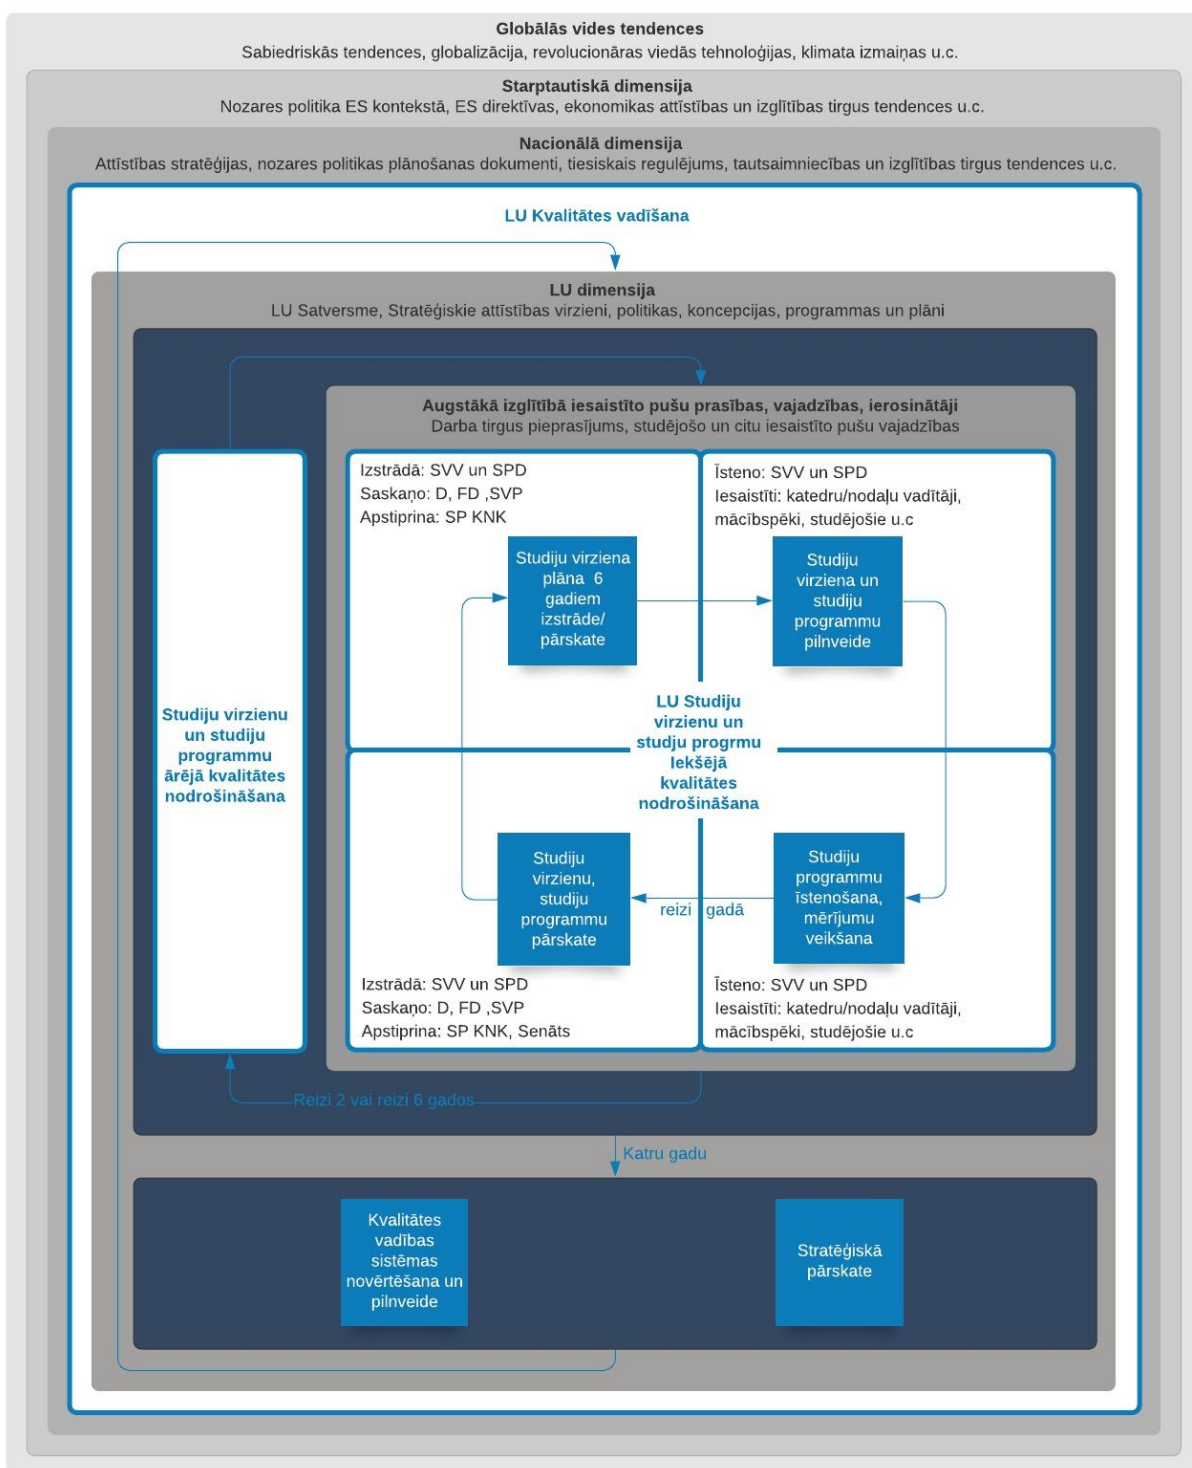 Globālās vides tendences
Sabiedriskās tendences, globalizācija, revolucionāras viedās tehnoloģijas, klimata izmaiņas u.c.
Starptautiskā dimensija
Nozares politika ES kontekstā, ES direktīvas, ekonomikas attīstības un izglītības tirgus tendences u.c.
Nacionālā dimensija
Attīstības stratēģijas, nozares politikas plānošanas dokumenti, tiesiskais regulējums, tautsaimniecības un izglītības tirgus tendences u.c.
LU Kvalitātes vadīšana
LU dimensija
LU Satversme, Stratēģiskie attīstības virzieni, politikas, koncepcijas, programmas un plāni
Augstākā izglītībā iesaistīto pušu prasības, vajadzības, ierosinātāji
Darba tirgus pieprasījums, studējošo un citu iesaistīto pušu vajadzības
Izstrādā: SVV un SPD
Saskaņo: D, FD ,SVP
Apstiprina: SP KNK
Studiju virziena
plāna 6
gadiem
izstrāde/
pārskate
Īsteno: SVV un SPD
Iesaistīti: katedru/nodaļu vadītāji,
mācībspēki, studējošie u.c
Studiju
virziena un
studiju
programmu
pilnveide
Studiju virzienu
un studiju
programmu
ārējā kvalitātes
nodrošināšana
LU Studiju
virzienu un
studju progrmu
Iekšējā
kvalitātes
nodrošināšana
Studiju
virzienu,
studiju
programmu
pārskate
reizi gadā
Studiju
programmu
īstenošana,
mērījumu
veikšana
Izstrādā: SVV un SPD
Saskaņo: D, FD ,SVP
Apstiprina: SP KNK, Senāts
Īsteno: SVV un SPD
Iesaistīti: katedru/nodaļu vadītāji,
mācībspēki, studējošie u.c
Reizi 2 vai reizi 6 gados
Katru gadu
Kvalitātes
vadības
sistēmas
novērtēšana un
pilnveide
Stratēģiskā
pārskate